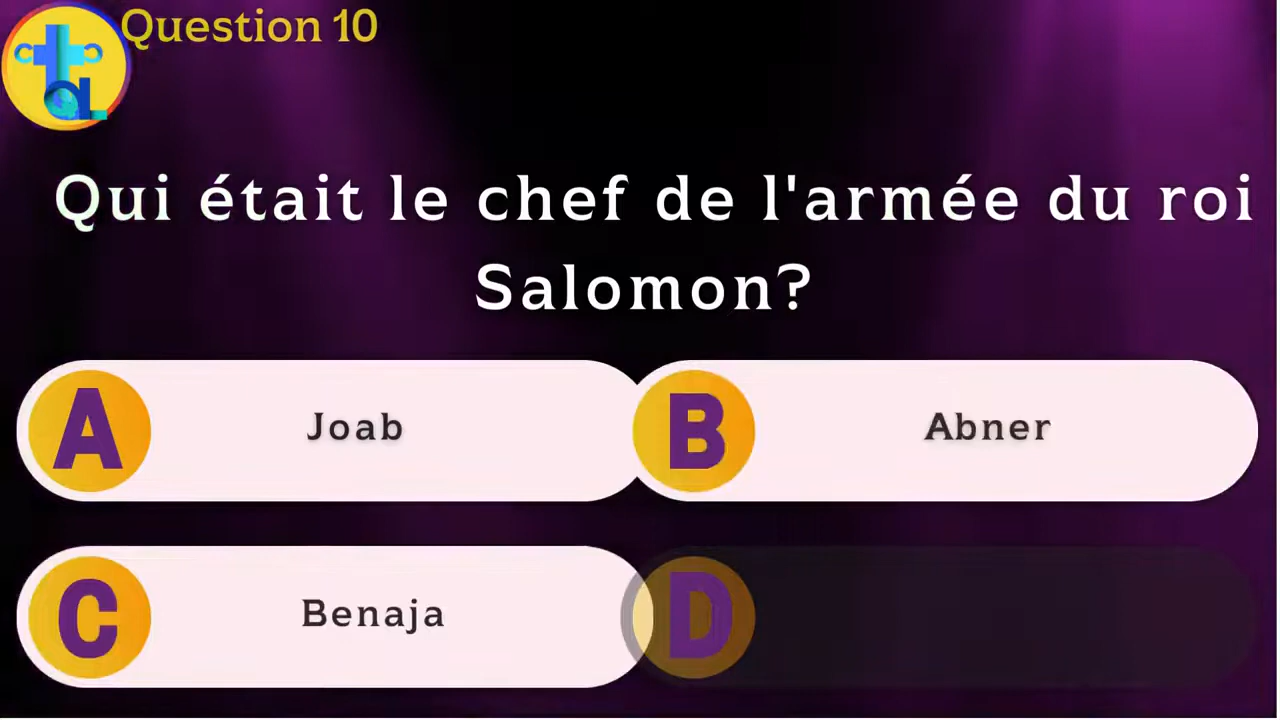 Question 10
Qui était le chef de l'armée du roi
Salomon?
A Joab
B Abner
C Benaja
D